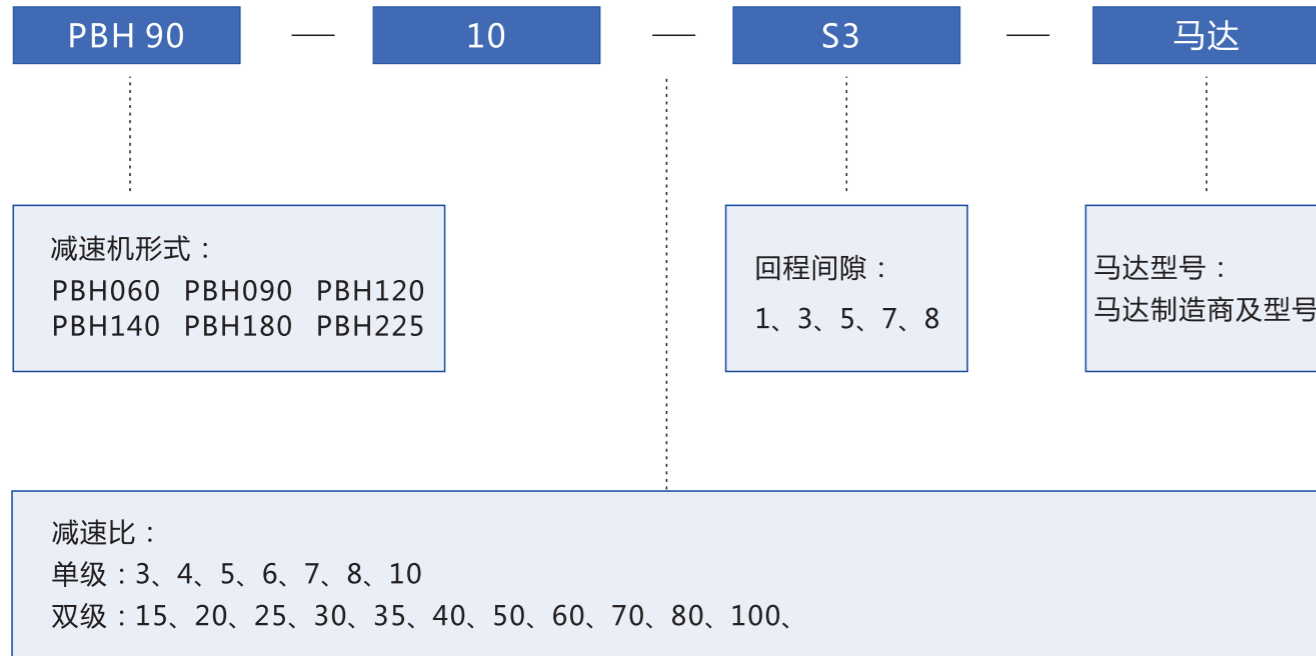 PBH 90 — 10 — S3 — 马达
减速机形式：
PBH060 PBH090 PBH120
PBH140 PBH180 PBH225
回程间隙：
1、3、5、7、8
马达型号：
马达制造商及型号
减速比：
单级：3、4、5、6、7、8、10
双级：15、20、25、30、35、40、50、60、70、80、100、